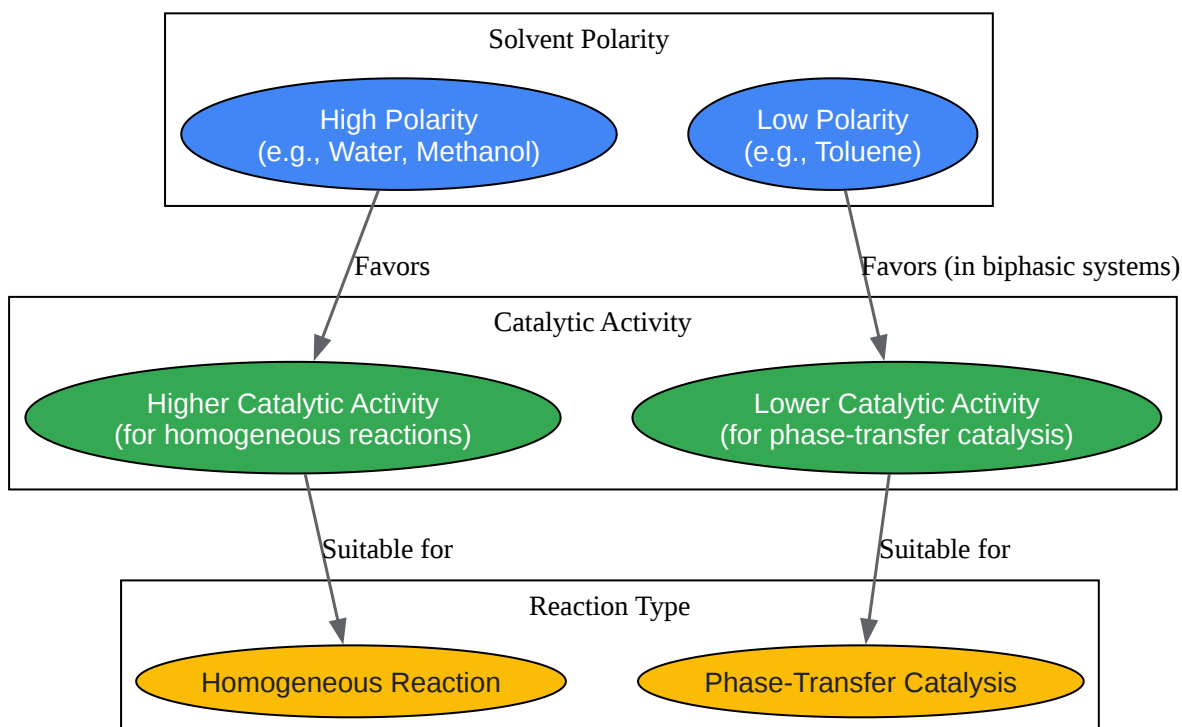 Solvent Polarity
High Polarity
(e.g., Water, Methanol)
Low Polarity
(e.g., Toluene)
Favors
Favors (in biphasic systems)
Catalytic Activity
Higher Catalytic Activity
(for homogeneous reactions)
Lower Catalytic Activity
(for phase-transfer catalysis)
Suitable for
Suitable for
Reaction Type
Homogeneous Reaction
Phase-Transfer Catalysis